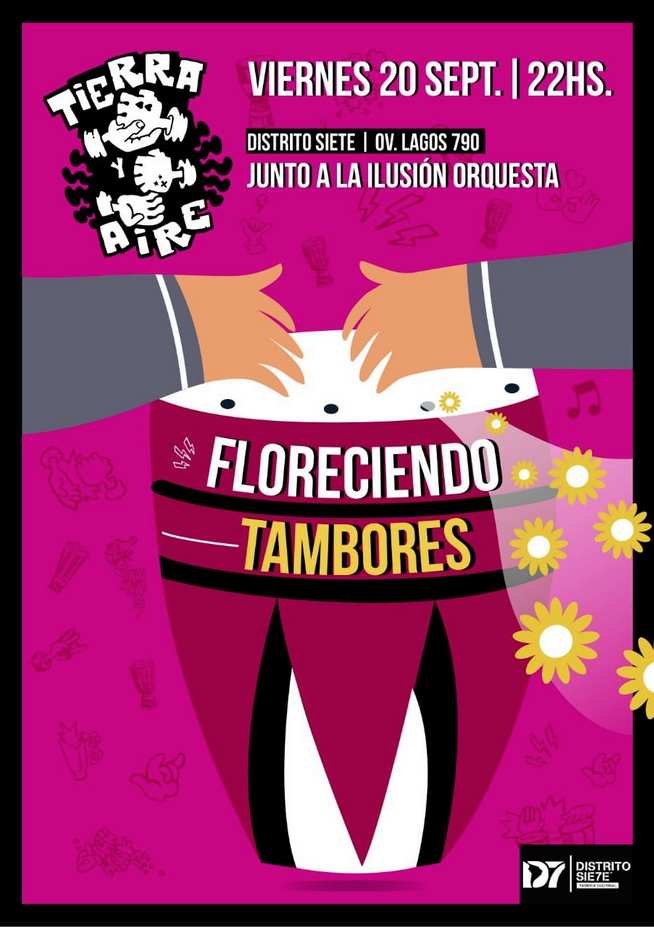 TIERRA
Y
AIRE
VIERNES 20 SEPT. | 22HS.
DISTRITO SIETE | OV. LAGOS 790
JUNTO A LA ILUSIÓN ORQUESTA
FLORECIENDO
TAMBORES
D7 DISTRITO
SIE7E